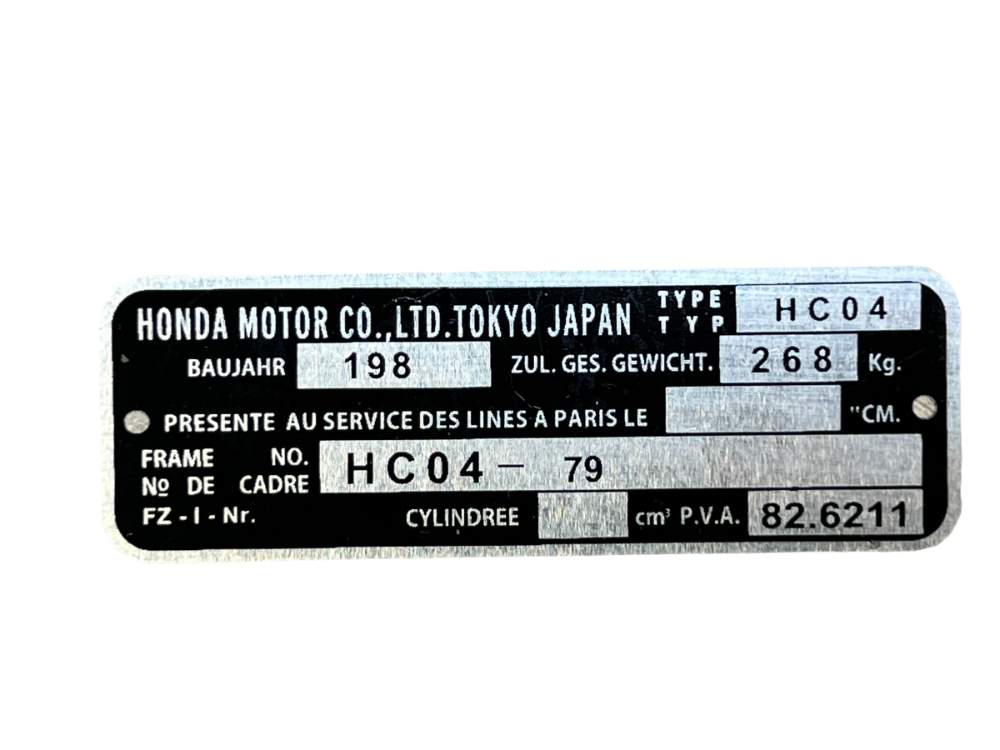 HONDA MOTOR CO.,LTD.TOKYO JAPAN TYPE TYP HC04
BAUJAHR 198 ZUL. GES. GEWICHT. 268 Kg.
PRESENTE AU SERVICE DES LINES A PARIS LE "CM.
FRAME NO. HC04- 79
Nº DE CADRE
FZ - I - Nr. CYLINDREE cm³ P.V.A. 82.6211